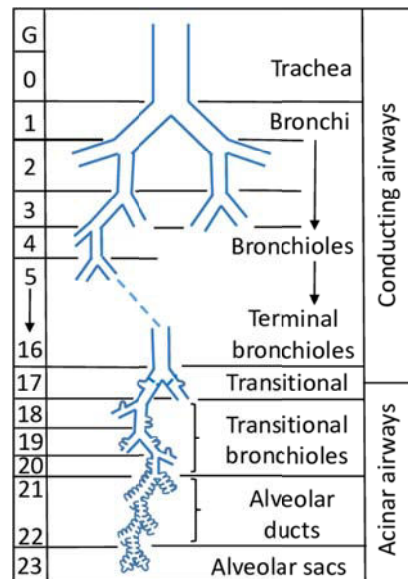 G
0
Trachea
1
Bronchi
2
3
4
Bronchioles
5
Terminal
16
bronchioles
17
Transitional
18
Transitional
19
bronchioles
20
21
Alveolar
ducts
22
23
Alveolar sacs
Conducting airways
Acinar airways